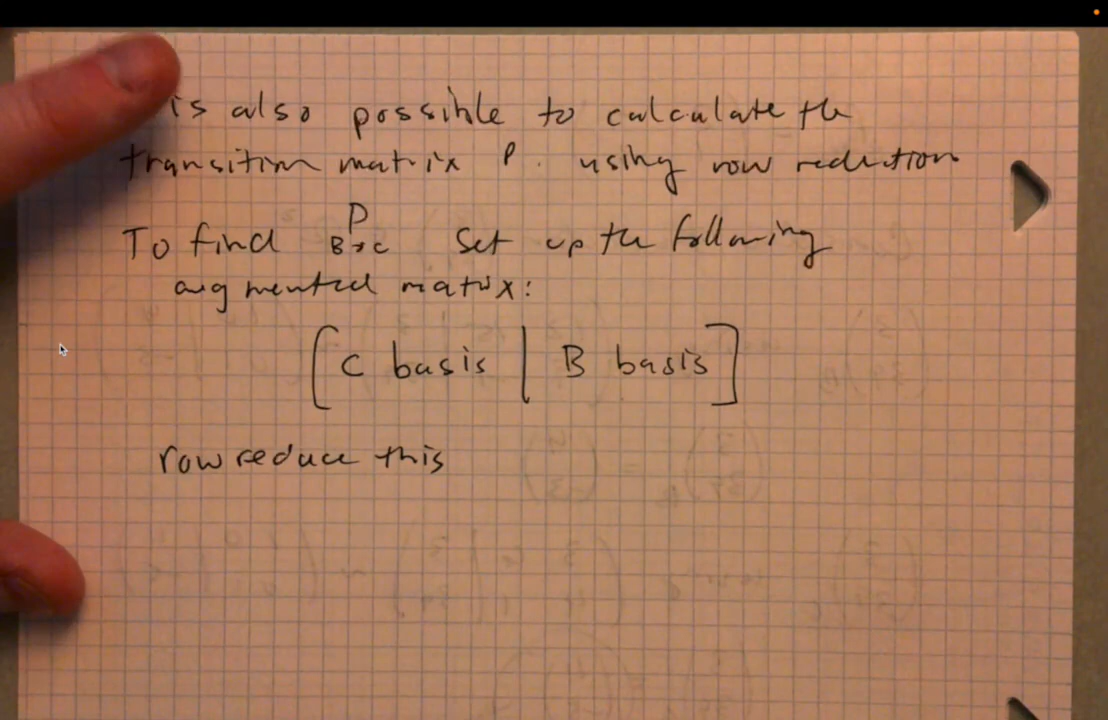 is also possible to calculate the
transition matrix P. using row reduction
To find P B→C set up the following
augmented matrix:
[ C basis | B basis ]
row reduce this